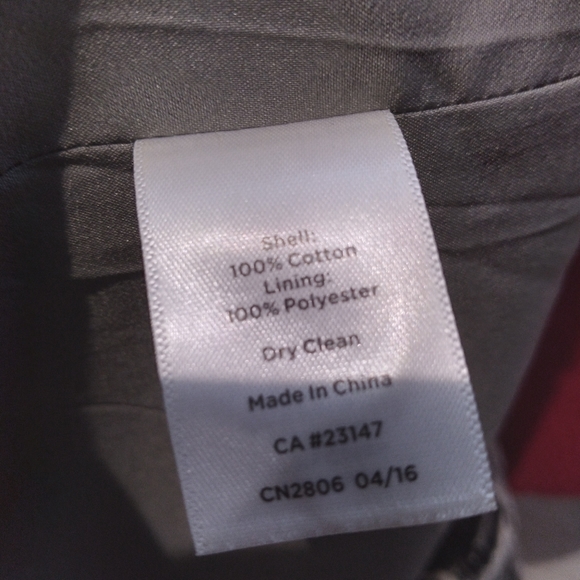 Shell:
100% Cotton
Lining:
100% Polyester
Dry Clean
Made In China
CA #23147
CN2806 04/16